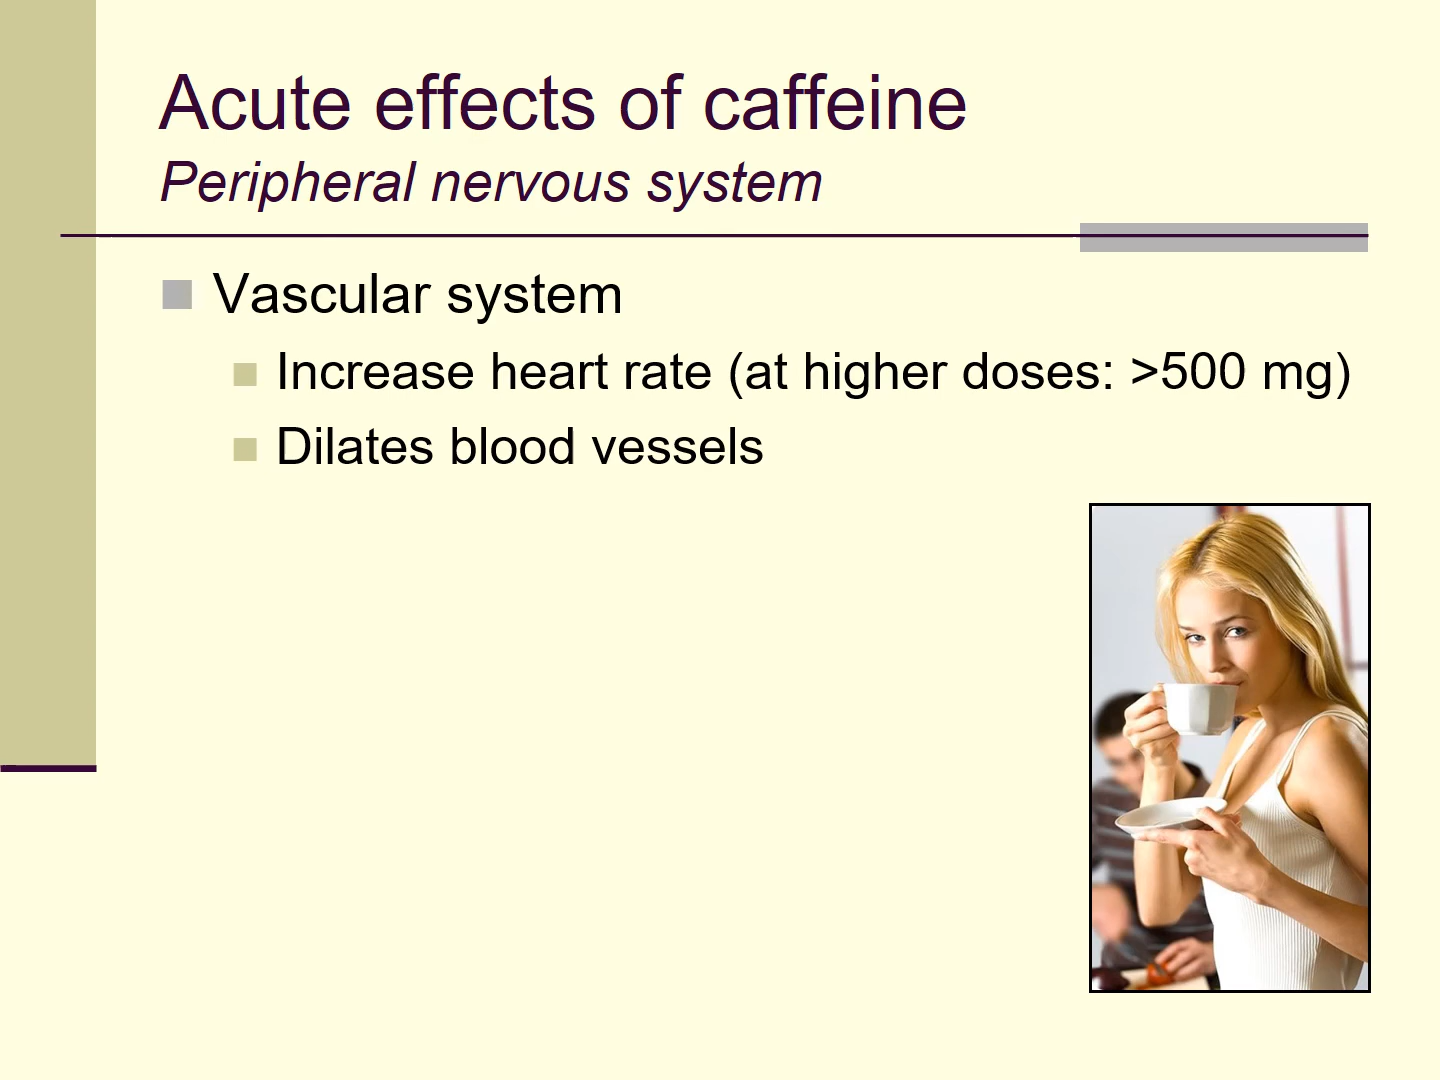 Acute effects of caffeine
Peripheral nervous system
Vascular system
Increase heart rate (at higher doses: >500 mg)
Dilates blood vessels